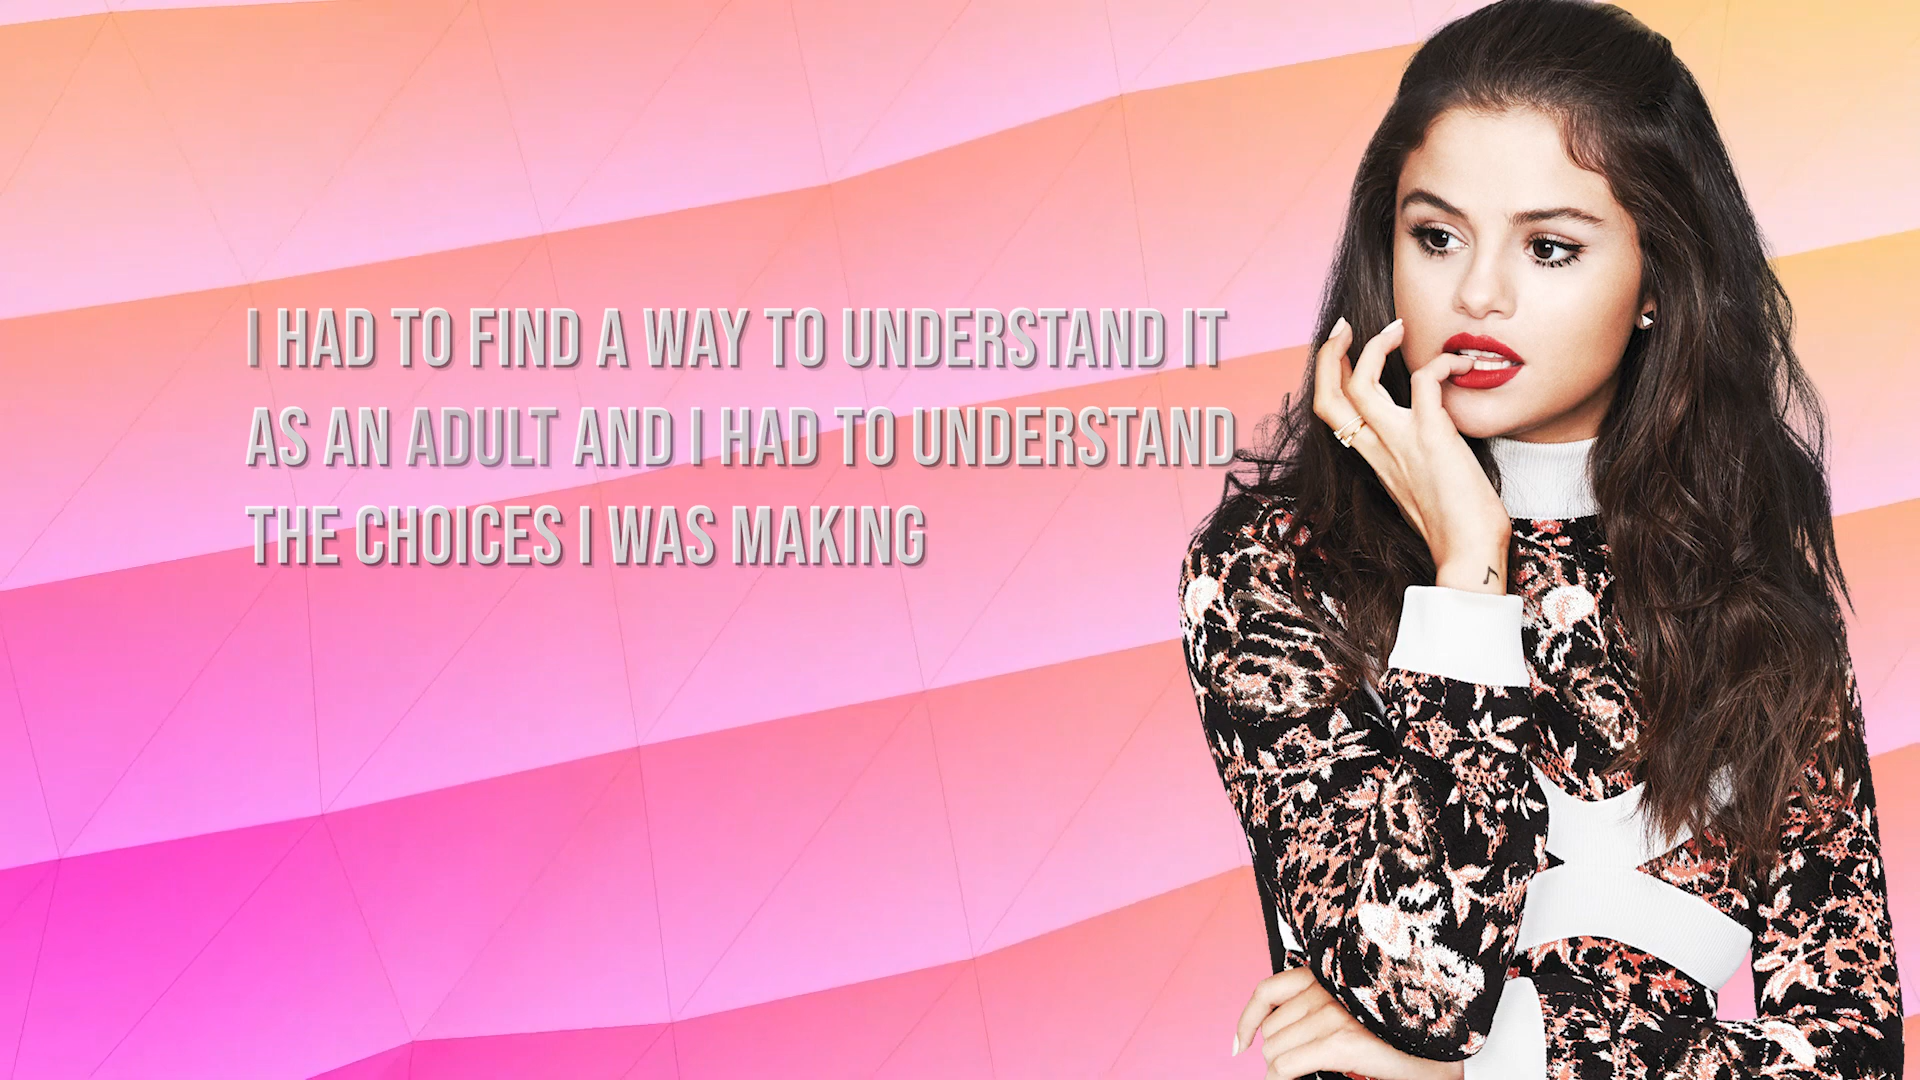 I HAD TO FIND A WAY TO UNDERSTAND IT
AS AN ADULT AND I HAD TO UNDERSTAND
THE CHOICES I WAS MAKING